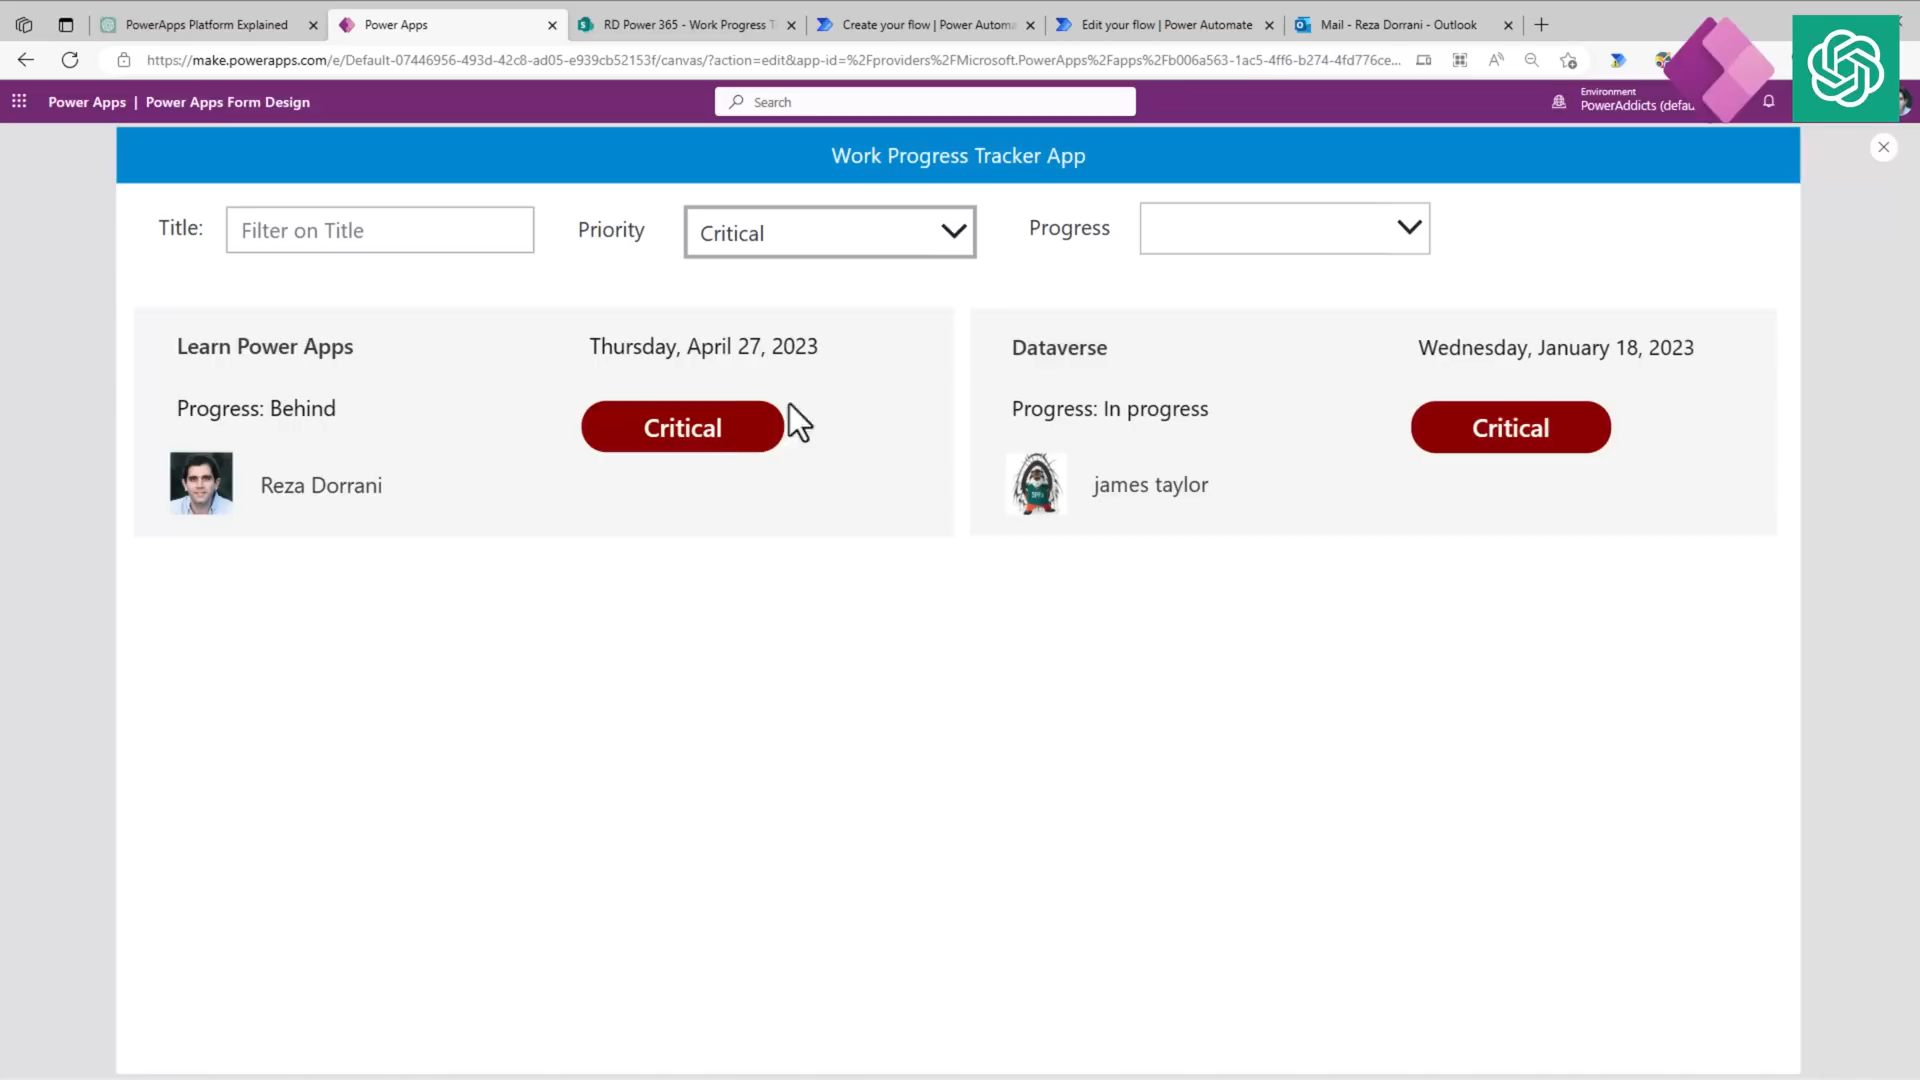 PowerApps Platform Explained
Power Apps
RD Power 365 - Work Progress T
Create your flow | Power Automa
Edit your flow | Power Automate
Mail - Reza Dorrani - Outlook
https://make.powerapps.com/e/Default-07446956-493d-42c8-ad05-e939cb52153f/canvas/?action=edit&app-id=%2Fproviders%2FMicrosoft.PowerApps%2Fapps%2Fb006a563-1ac5-4ff6-b274-4fd776ce...
Power Apps | Power Apps Form Design
Search
Environment
PowerAddicts (defau
Work Progress Tracker App
Title: Filter on Title Priority Critical Progress
Learn Power Apps Thursday, April 27, 2023
Progress: Behind
Critical
Reza Dorrani
Dataverse Wednesday, January 18, 2023
Progress: In progress
Critical
james taylor